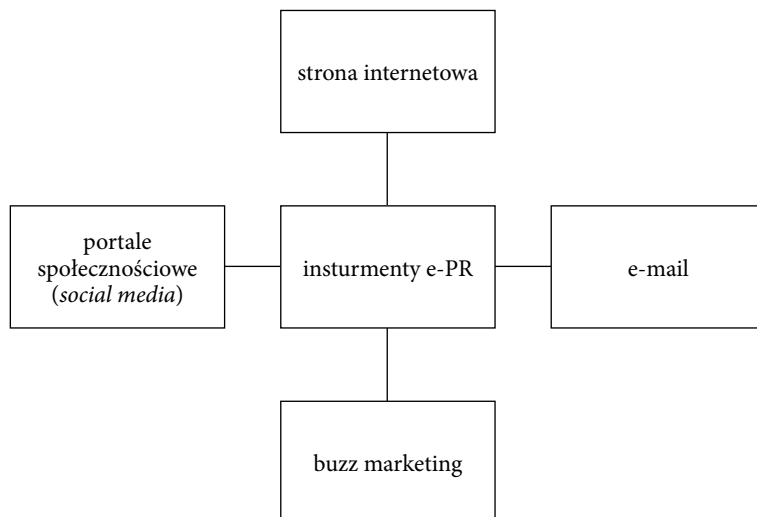 strona internetowa
portale
społecznościowe
(social media)
insturmenty e-PR
e-mail
buzz marketing